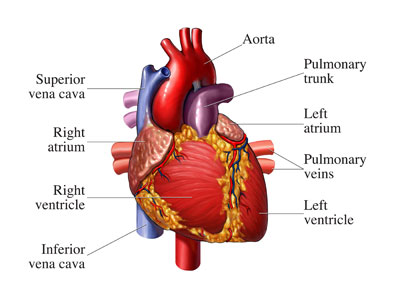 Aorta
Superior
vena cava
Pulmonary
trunk
Right
atrium
Left
atrium
Pulmonary
veins
Right
ventricle
Left
ventricle
Inferior
vena cava